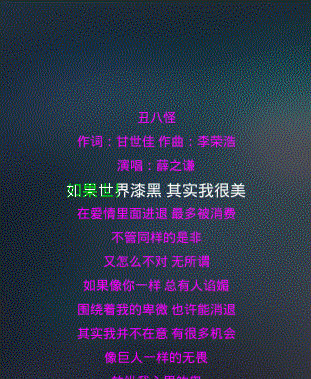 丑八怪
作词：甘世佳 作曲：李荣浩
演唱：薛之谦
如果世界漆黑 其实我很美
在爱情里面进退 最多被消费
不管同样的是非
又怎么不对 无所谓
如果像你一样 总有人谄媚
围绕着我的卑微 也许能消退
其实我并不在意 有很多机会
像巨人一样的无畏